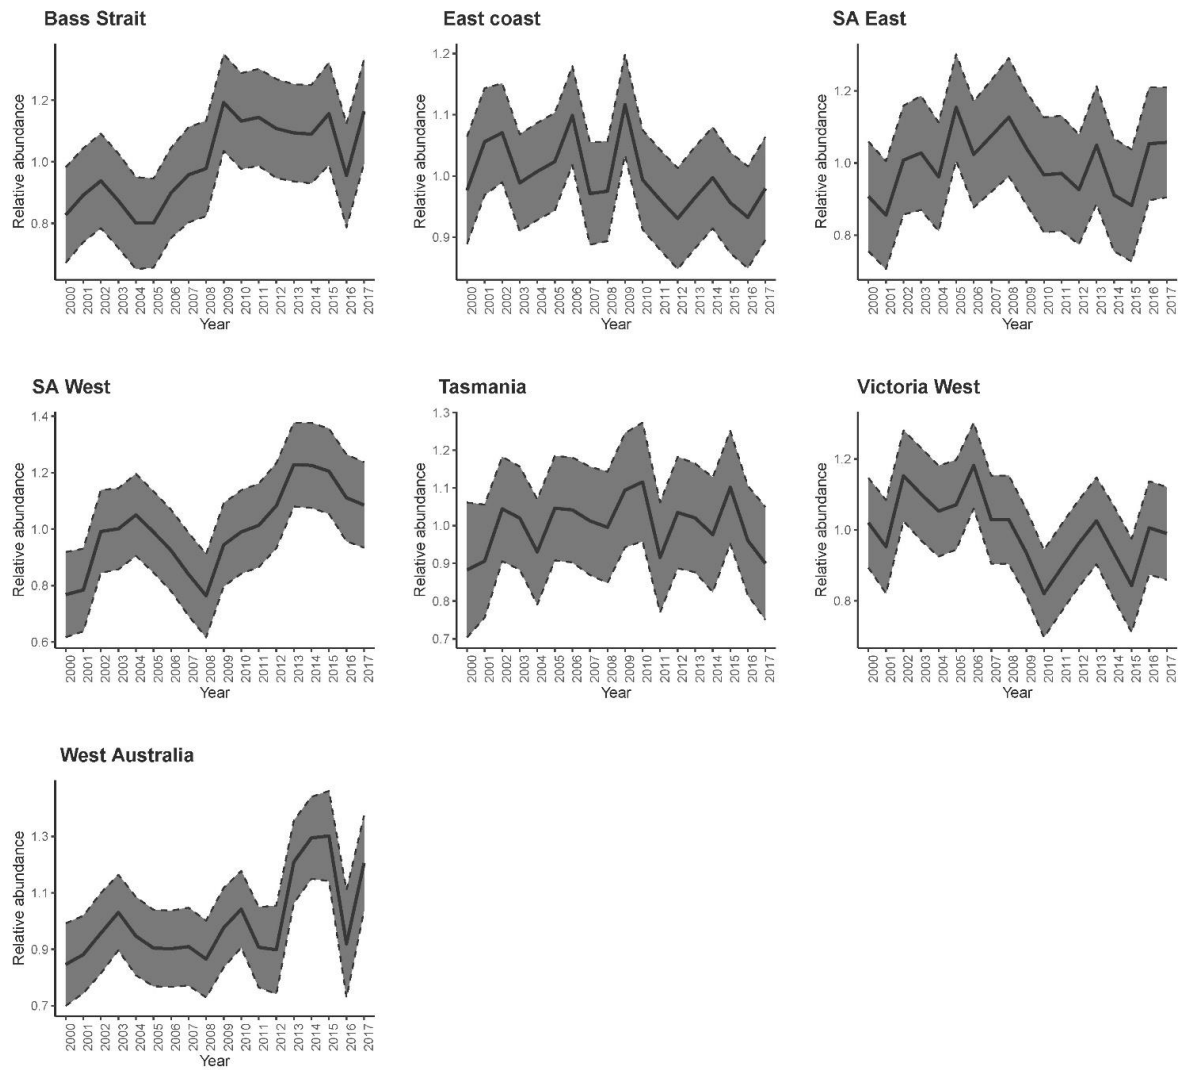 Bass Strait
Relative abundance
1.2
1.0
0.8
2000 2001 2002 2003 2004 2005 2006 2007 2008 2009 2010 2011 2012 2013 2014 2015 2016 2017
Year
East coast
Relative abundance
1.2
1.1
1.0
0.9
2000 2001 2002 2003 2004 2005 2006 2007 2008 2009 2010 2011 2012 2013 2014 2015 2016 2017
Year
SA East
Relative abundance
1.2
1.0
0.8
2000 2001 2002 2003 2004 2005 2006 2007 2008 2009 2010 2011 2012 2013 2014 2015 2016 2017
Year
SA West
Relative abundance
1.4
1.2
1.0
0.8
0.6
2000 2001 2002 2003 2004 2005 2006 2007 2008 2009 2010 2011 2012 2013 2014 2015 2016 2017
Year
Tasmania
Relative abundance
1.3
1.2
1.1
1.0
0.9
0.8
0.7
2000 2001 2002 2003 2004 2005 2006 2007 2008 2009 2010 2011 2012 2013 2014 2015 2016 2017
Year
Victoria West
Relative abundance
1.2
1.0
0.8
2000 2001 2002 2003 2004 2005 2006 2007 2008 2009 2010 2011 2012 2013 2014 2015 2016 2017
Year
West Australia
Relative abundance
1.3
1.1
0.9
0.7
2000 2001 2002 2003 2004 2005 2006 2007 2008 2009 2010 2011 2012 2013 2014 2015 2016 2017
Year